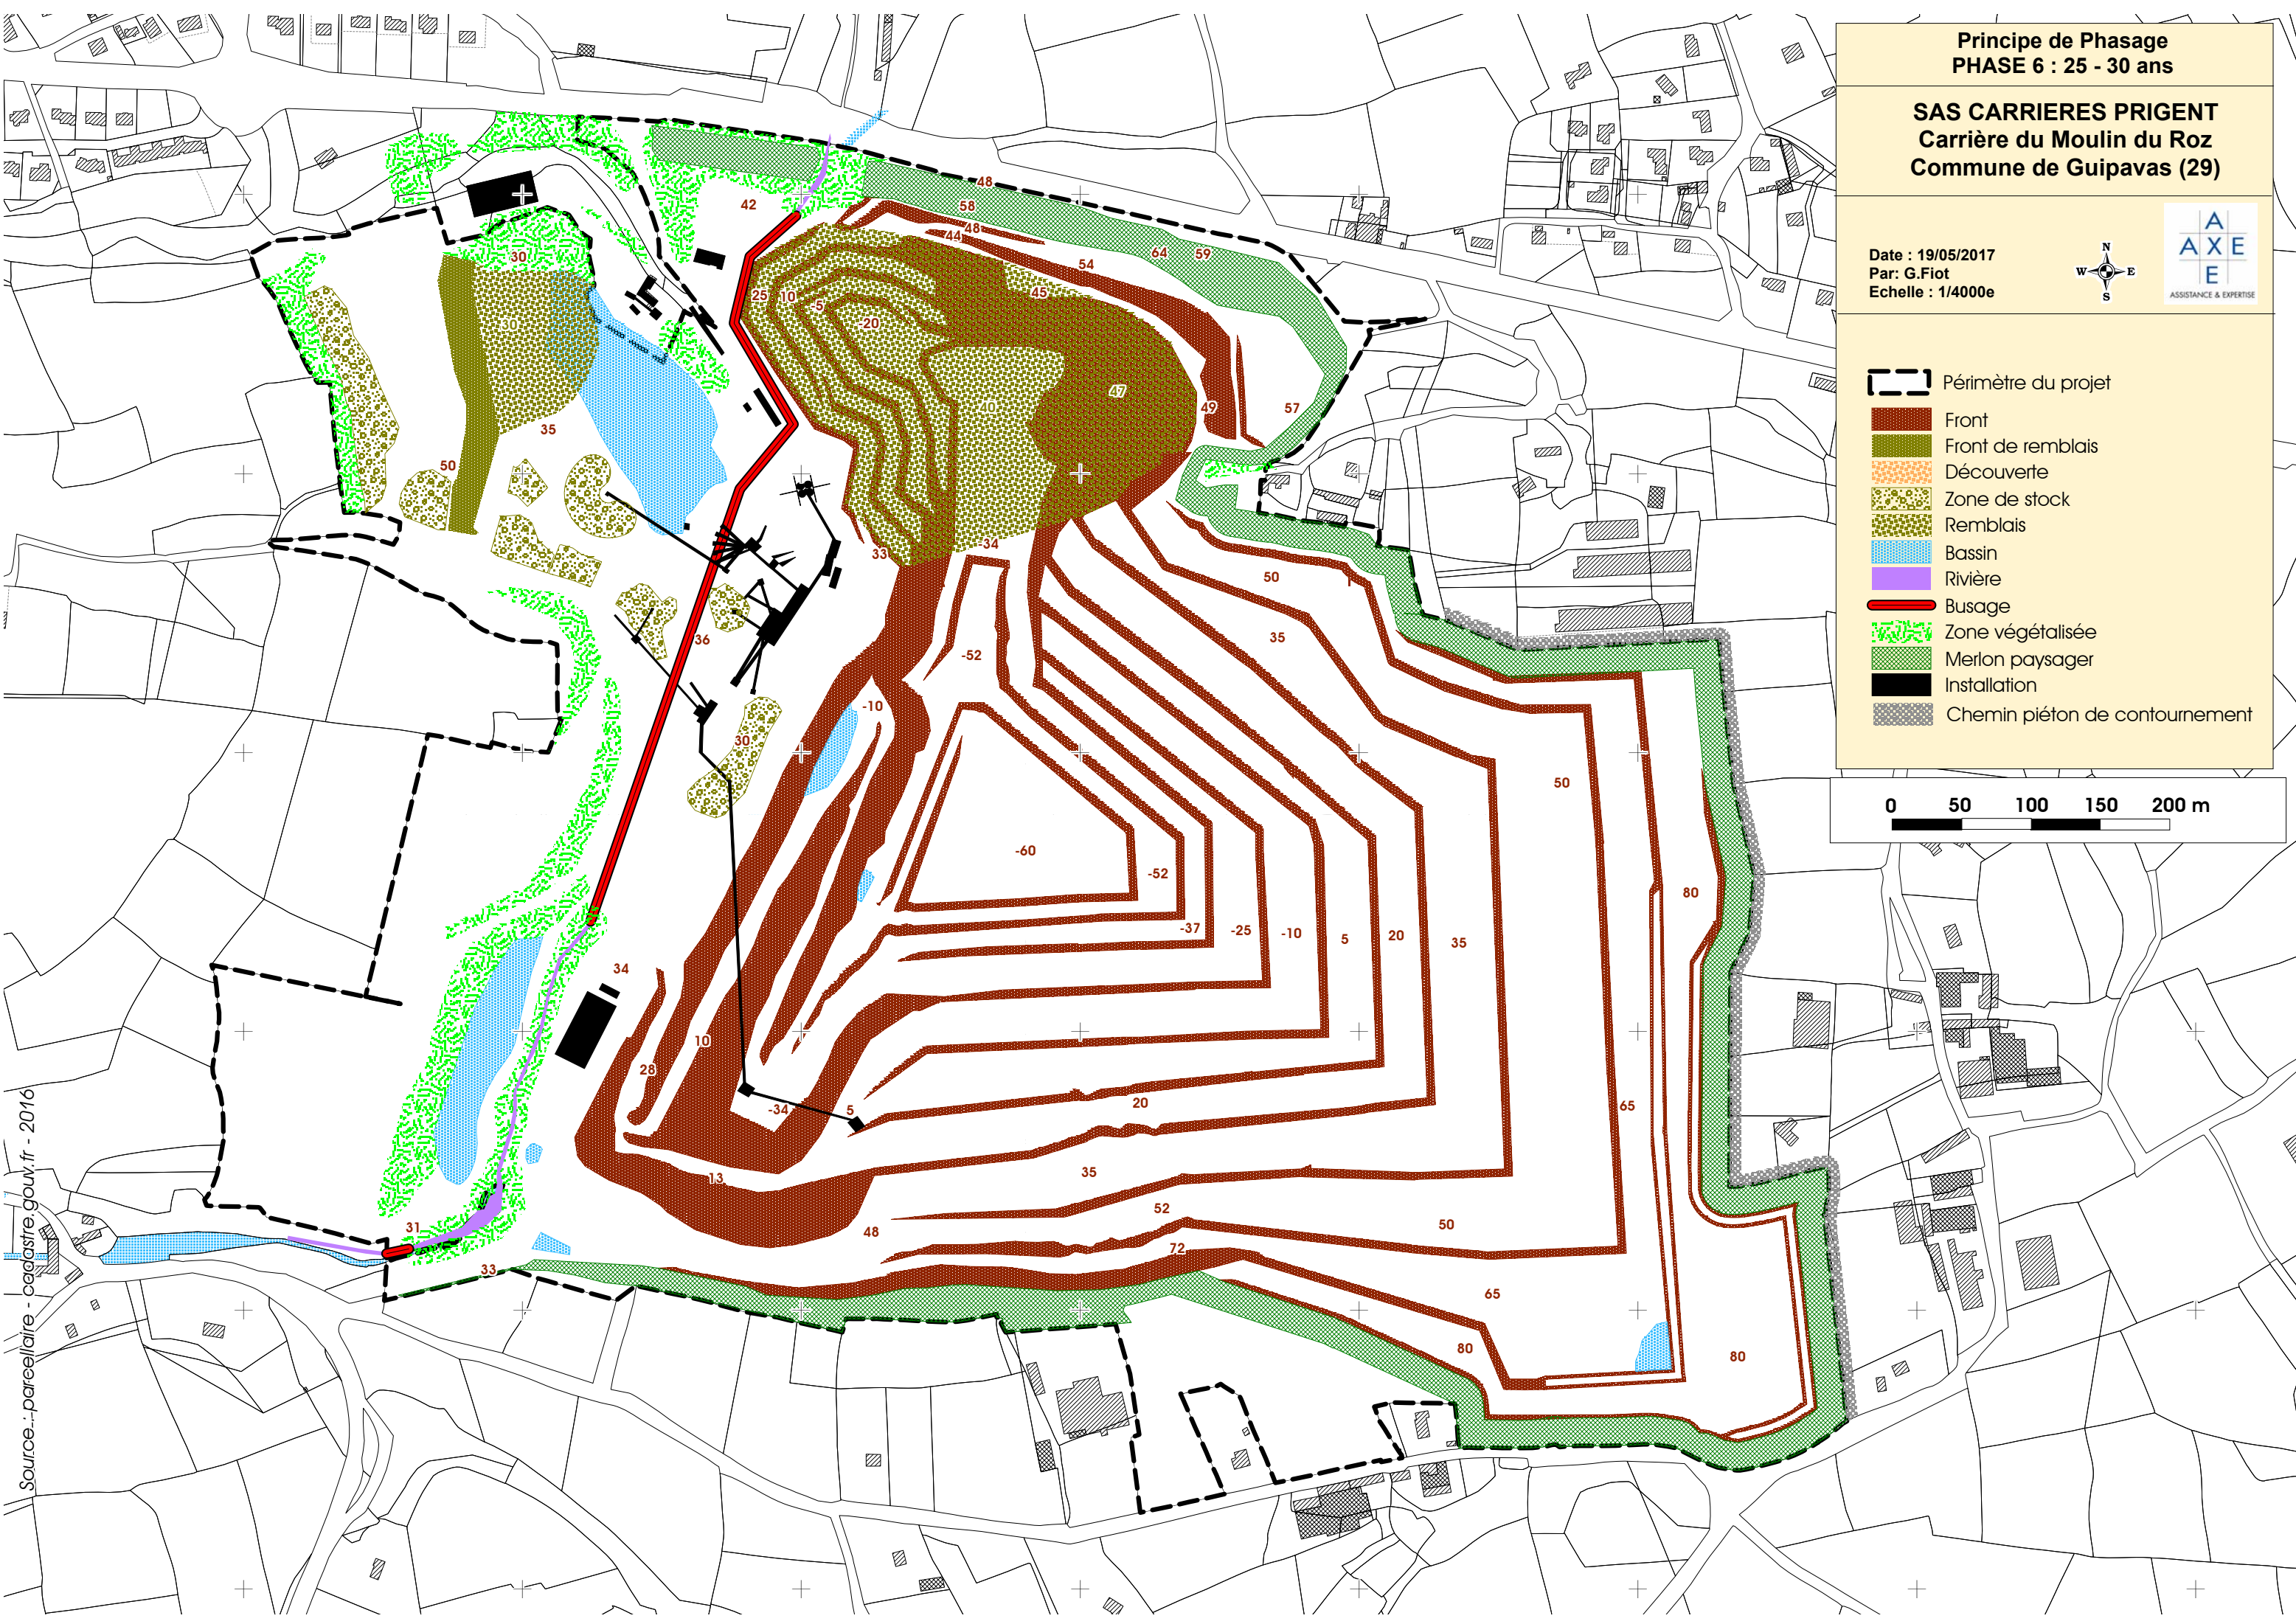 Principe de Phasage
PHASE 6 : 25 - 30 ans
SAS CARRIERES PRIGENT
Carrière du Moulin du Roz
Commune de Guipavas (29)
Date : 19/05/2017
Par: G.Fiot
Echelle : 1/4000e
N
W
E
S
A
A X E
E
ASSISTANCE & EXPERTISE
Périmètre du projet
Front
Front de remblais
Découverte
Zone de stock
Remblais
Bassin
Rivière
Busage
Zone végétalisée
Merlon paysager
Installation
Chemin piéton de contournement
0 50 100 150 200 m
48
42
58
48
44
64
59
54
30
25
10
-5
-20
45
30
47
40
49
57
35
50
33
34
50
35
36
-52
-10
30
50
-60
-52
80
-37
-25
-10
5
20
35
34
10
28
-34
5
20
65
35
13
52
50
48
31
72
33
65
80
80
Source : parcellaire - cadastre.gouv.fr - 2016